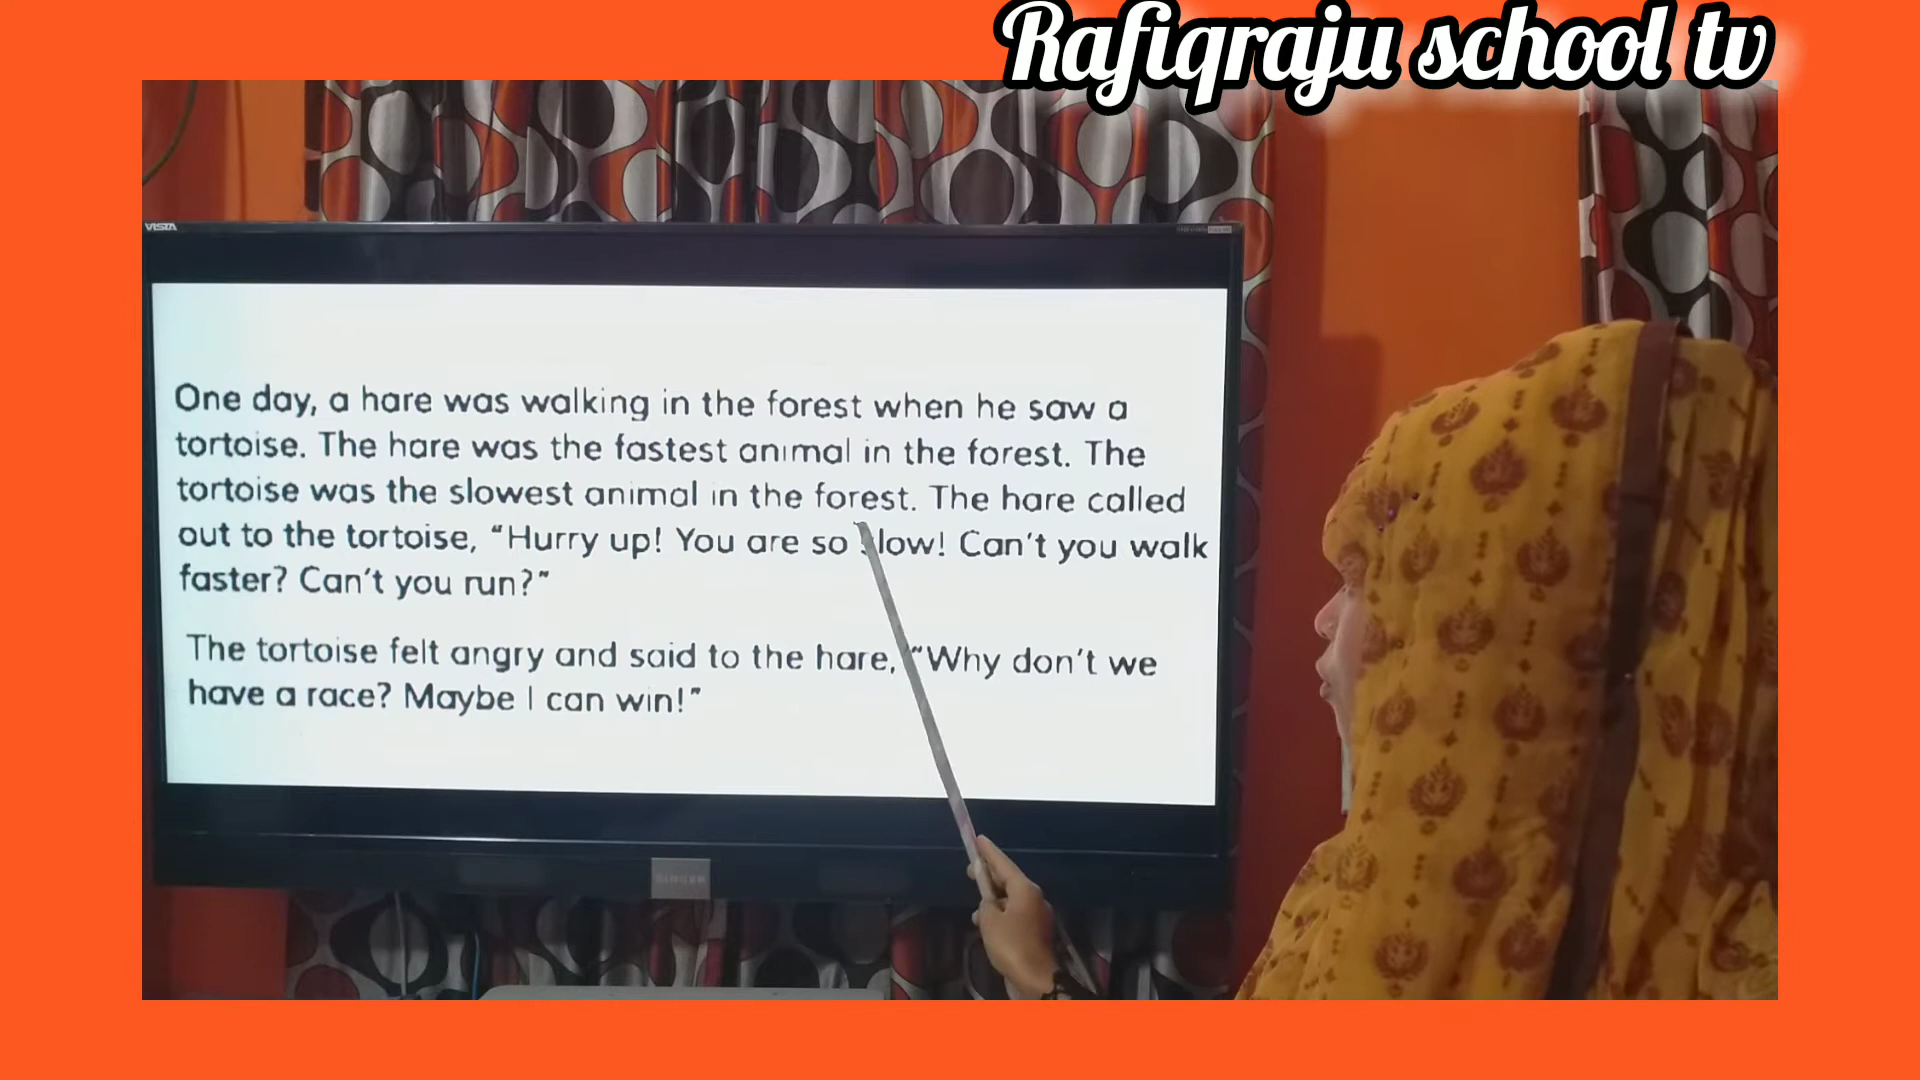 Rafiqraju school tv
VISTA
One day, a hare was walking in the forest when he saw a
tortoise. The hare was the fastest animal in the forest. The
tortoise was the slowest animal in the forest. The hare called
out to the tortoise, “Hurry up! You are so slow! Can't you walk
faster? Can't you run?”
The tortoise felt angry and said to the hare, “Why don't we
have a race? Maybe I can win!”
SINGER